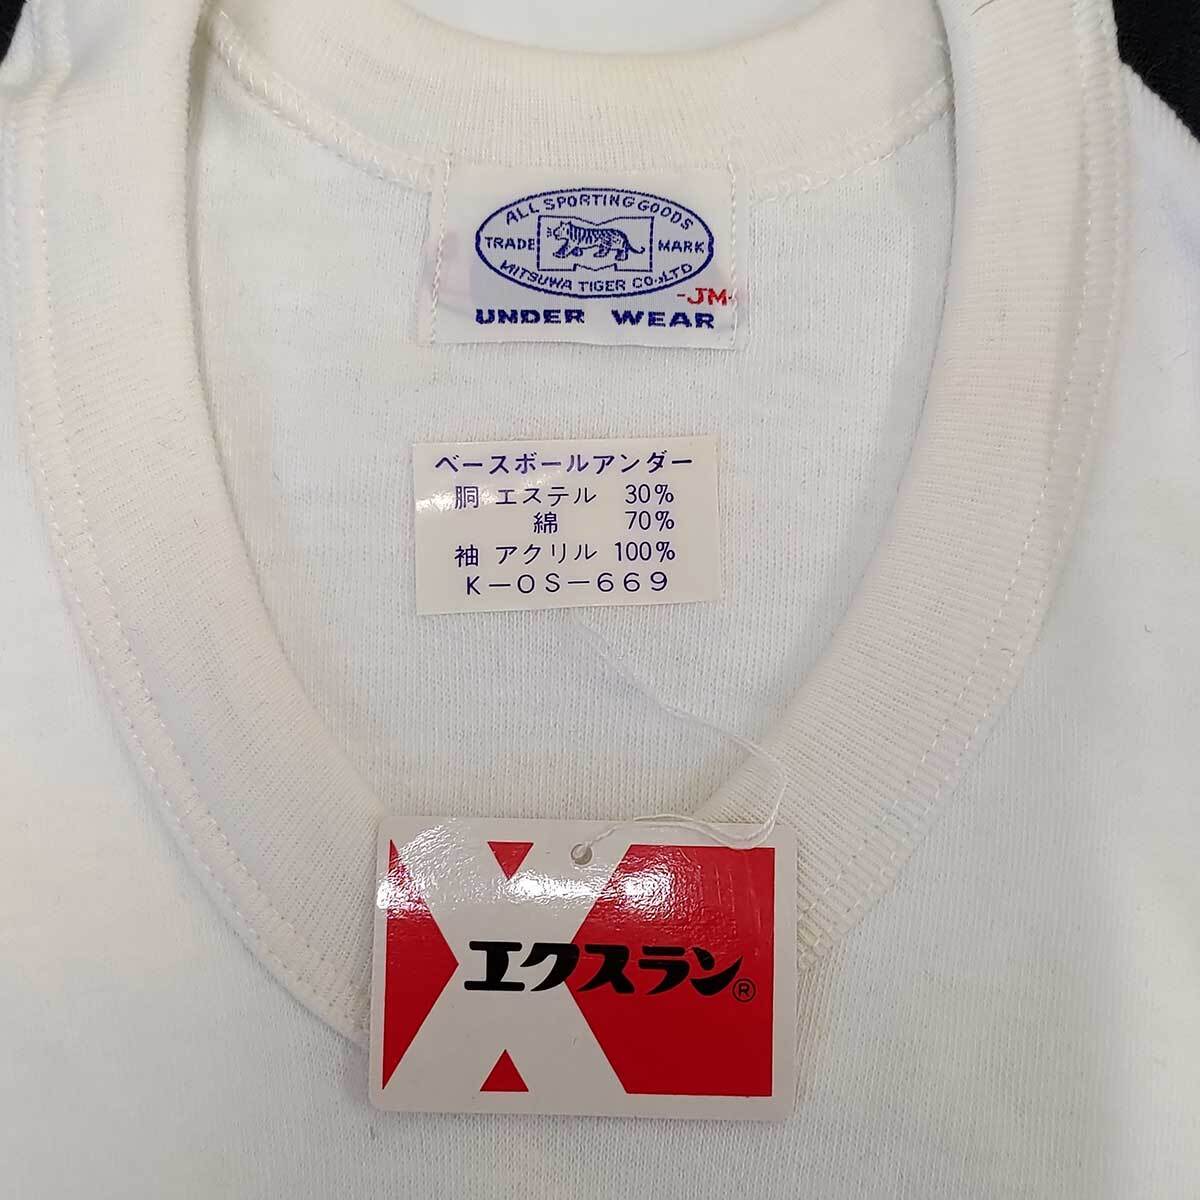 ALL SPORTING GOODS
TRADE MARK
MITSUWA TIGER CO.,LTD
-JM-
UNDER WEAR
ベースボールアンダー
胴 エステル 30%
綿 70%
袖 アクリル 100%
K-OS-669
エクスラン®